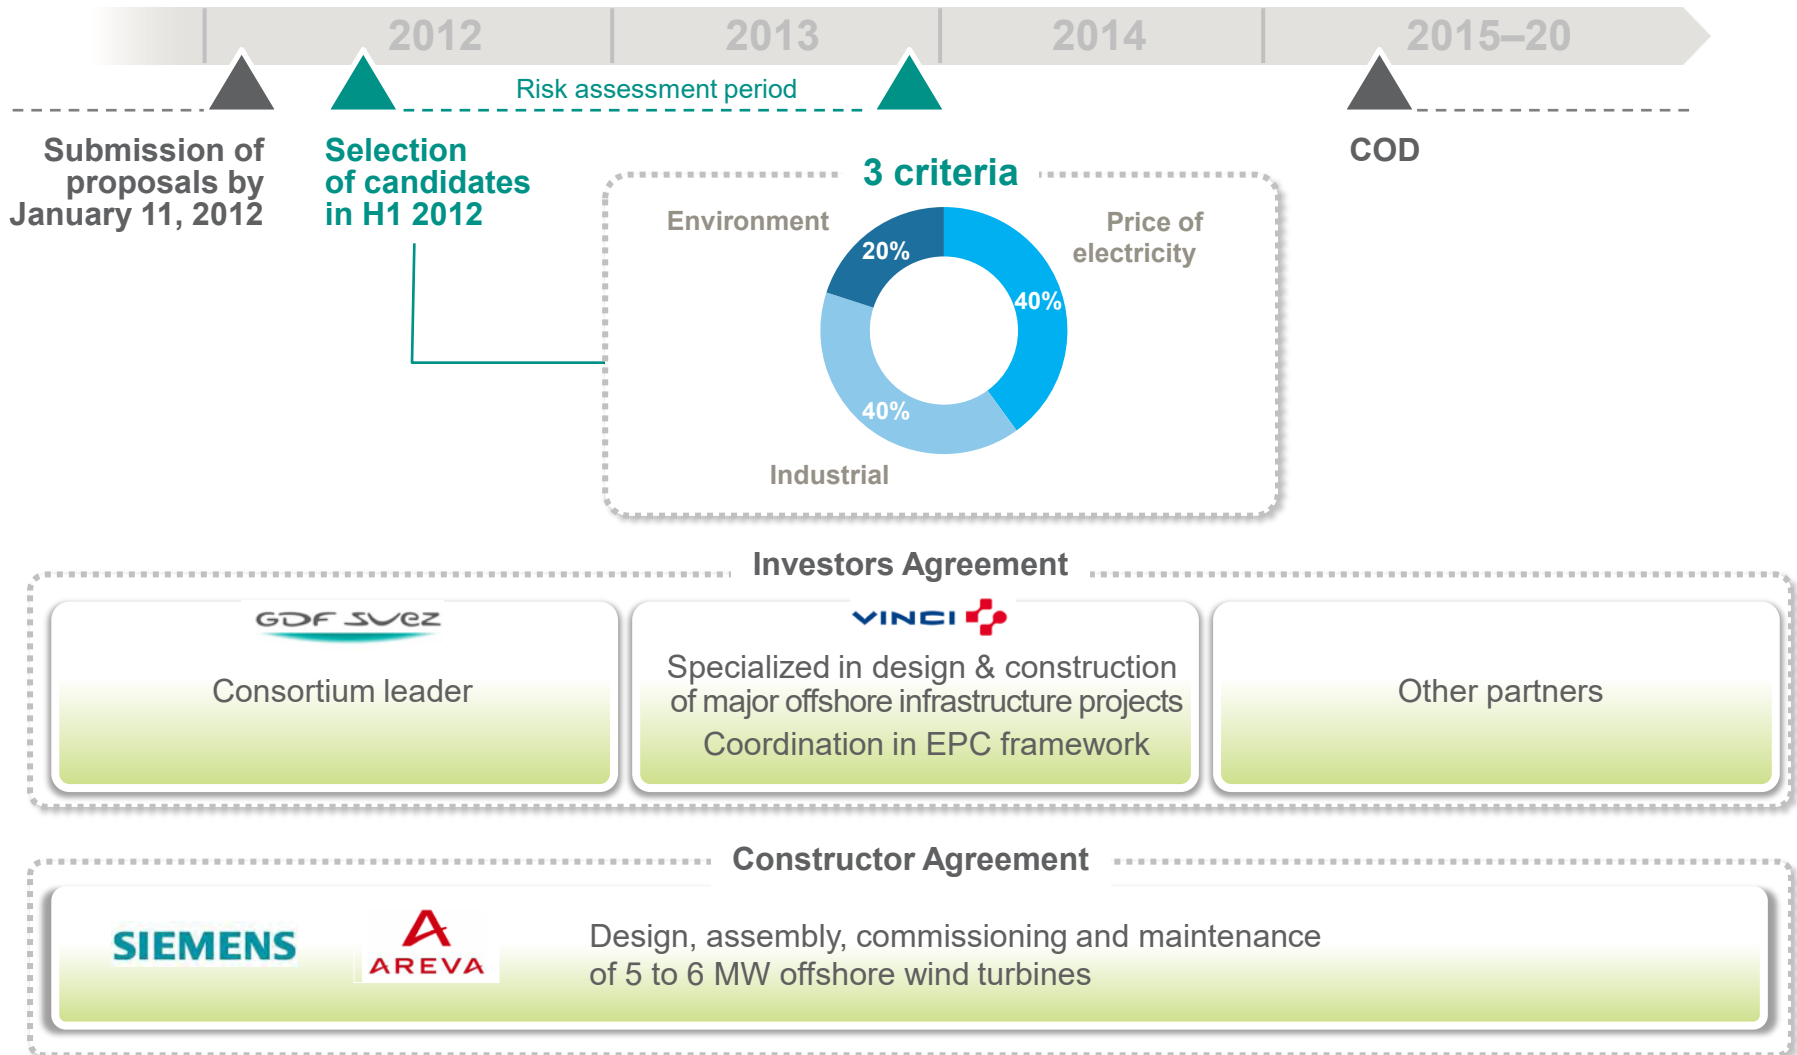 2012
2013
2014
2015–20
Risk assessment period
Submission of
proposals by
January 11, 2012
Selection
of candidates
in H1 2012
COD
3 criteria
Environment
Price of
electricity
20%
40%
40%
Industrial
Investors Agreement
GDF SUEZ
Consortium leader
VINCI
Specialized in design & construction
of major offshore infrastructure projects
Coordination in EPC framework
Other partners
Constructor Agreement
SIEMENS
AREVA
Design, assembly, commissioning and maintenance
of 5 to 6 MW offshore wind turbines